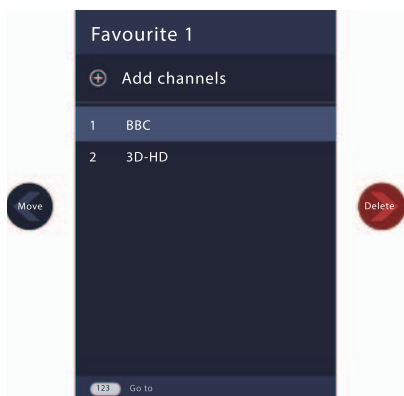 Favourite 1
Add channels
1 BBC
2 3D-HD
Move
Delete
123 Go to